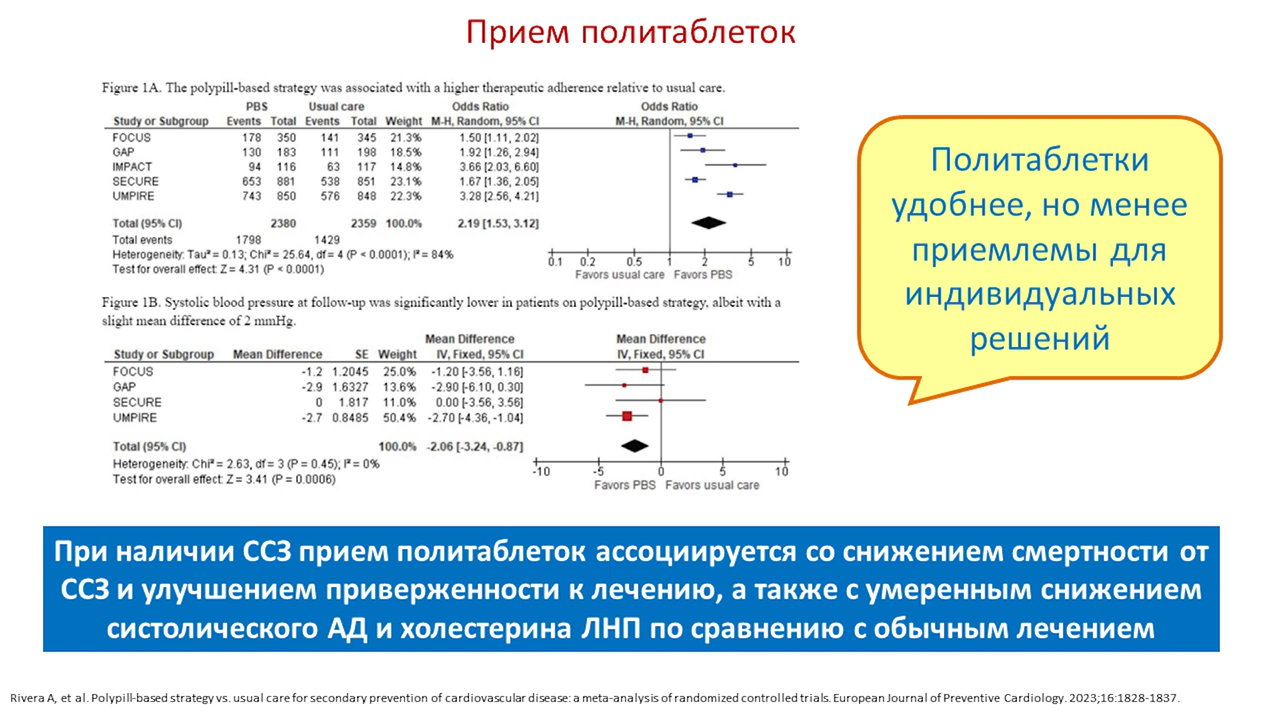 Прием политаблеток
Figure 1A. The polypill-based strategy was associated with a higher therapeutic adherence relative to usual care.
PBS Usual care Odds Ratio Odds Ratio
Study or Subgroup Events Total Events Total Weight M-H, Random, 95% CI M-H, Random, 95% CI
FOCUS 178 350 141 345 21.3% 1.50 [1.11, 2.02]
GAP 130 183 111 198 18.5% 1.92 [1.26, 2.94]
IMPACT 94 116 63 117 14.8% 3.66 [2.03, 6.60]
SECURE 653 881 538 851 23.1% 1.67 [1.36, 2.05]
UMPIRE 743 850 576 848 22.3% 3.28 [2.56, 4.21]
Total (95% CI) 2380 2359 100.0% 2.19 [1.53, 3.12]
Total events 1798 1429
Heterogeneity: Tau² = 0.13; Chi² = 25.64, df = 4 (P < 0.0001); I² = 84%
Test for overall effect: Z = 4.31 (P < 0.0001)
0.1 0.2 0.5 1 2 5 10
Favors usual care Favors PBS
Figure 1B. Systolic blood pressure at follow-up was significantly lower in patients on polypill-based strategy, albeit with a
slight mean difference of 2 mmHg.
Mean Difference Mean Difference
Study or Subgroup Mean Difference SE Weight IV, Fixed, 95% CI IV, Fixed, 95% CI
FOCUS -1.2 1.2045 25.0% -1.20 [-3.56, 1.16]
GAP -2.9 1.6327 13.6% -2.90 [-6.10, 0.30]
SECURE 0 1.817 11.0% 0.00 [-3.56, 3.56]
UMPIRE -2.7 0.8485 50.4% -2.70 [-4.36, -1.04]
Total (95% CI) 100.0% -2.06 [-3.24, -0.87]
Heterogeneity: Chi² = 2.63, df = 3 (P = 0.45); I² = 0%
Test for overall effect: Z = 3.41 (P = 0.0006)
-10 -5 0 5 10
Favors PBS Favors usual care
Политаблетки
удобнее, но менее
приемлемы для
индивидуальных
решений
При наличии ССЗ прием политаблеток ассоциируется со снижением смертности от
ССЗ и улучшением приверженности к лечению, а также с умеренным снижением
систолического АД и холестерина ЛНП по сравнению с обычным лечением
Rivera A, et al. Polypill-based strategy vs. usual care for secondary prevention of cardiovascular disease: a meta-analysis of randomized controlled trials. European Journal of Preventive Cardiology. 2023;16:1828-1837.